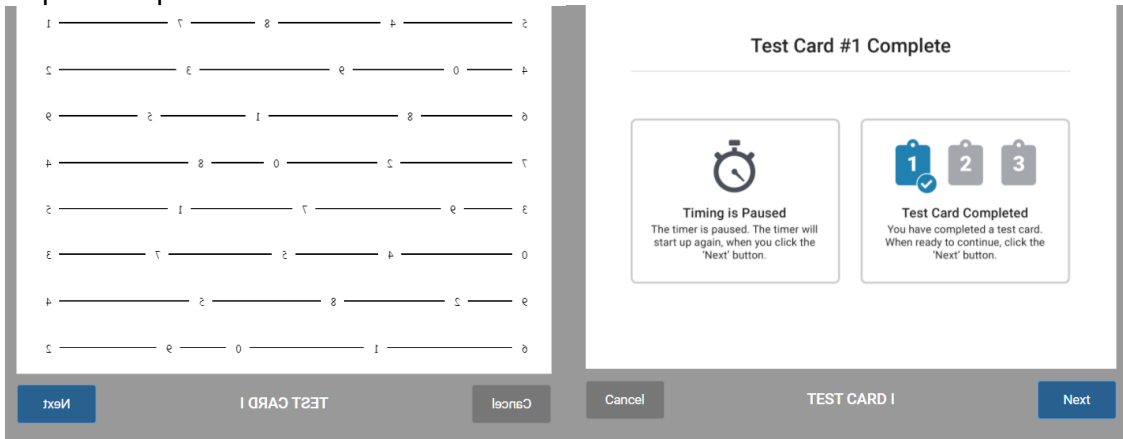 5 4 8 7 1
4 0 9 3 2
6 8 1 5 9
7 2 0 8 4
3 9 7 1 5
0 4 5 7 3
9 2 8 5 4
6 1 0 9 2
Cancel TEST CARD I Next
Test Card #1 Complete
Timing is Paused
The timer is paused. The timer will
start up again, when you click the
'Next' button.
1 2 3
Test Card Completed
You have completed a test card.
When ready to continue, click the
'Next' button.
Cancel TEST CARD I Next